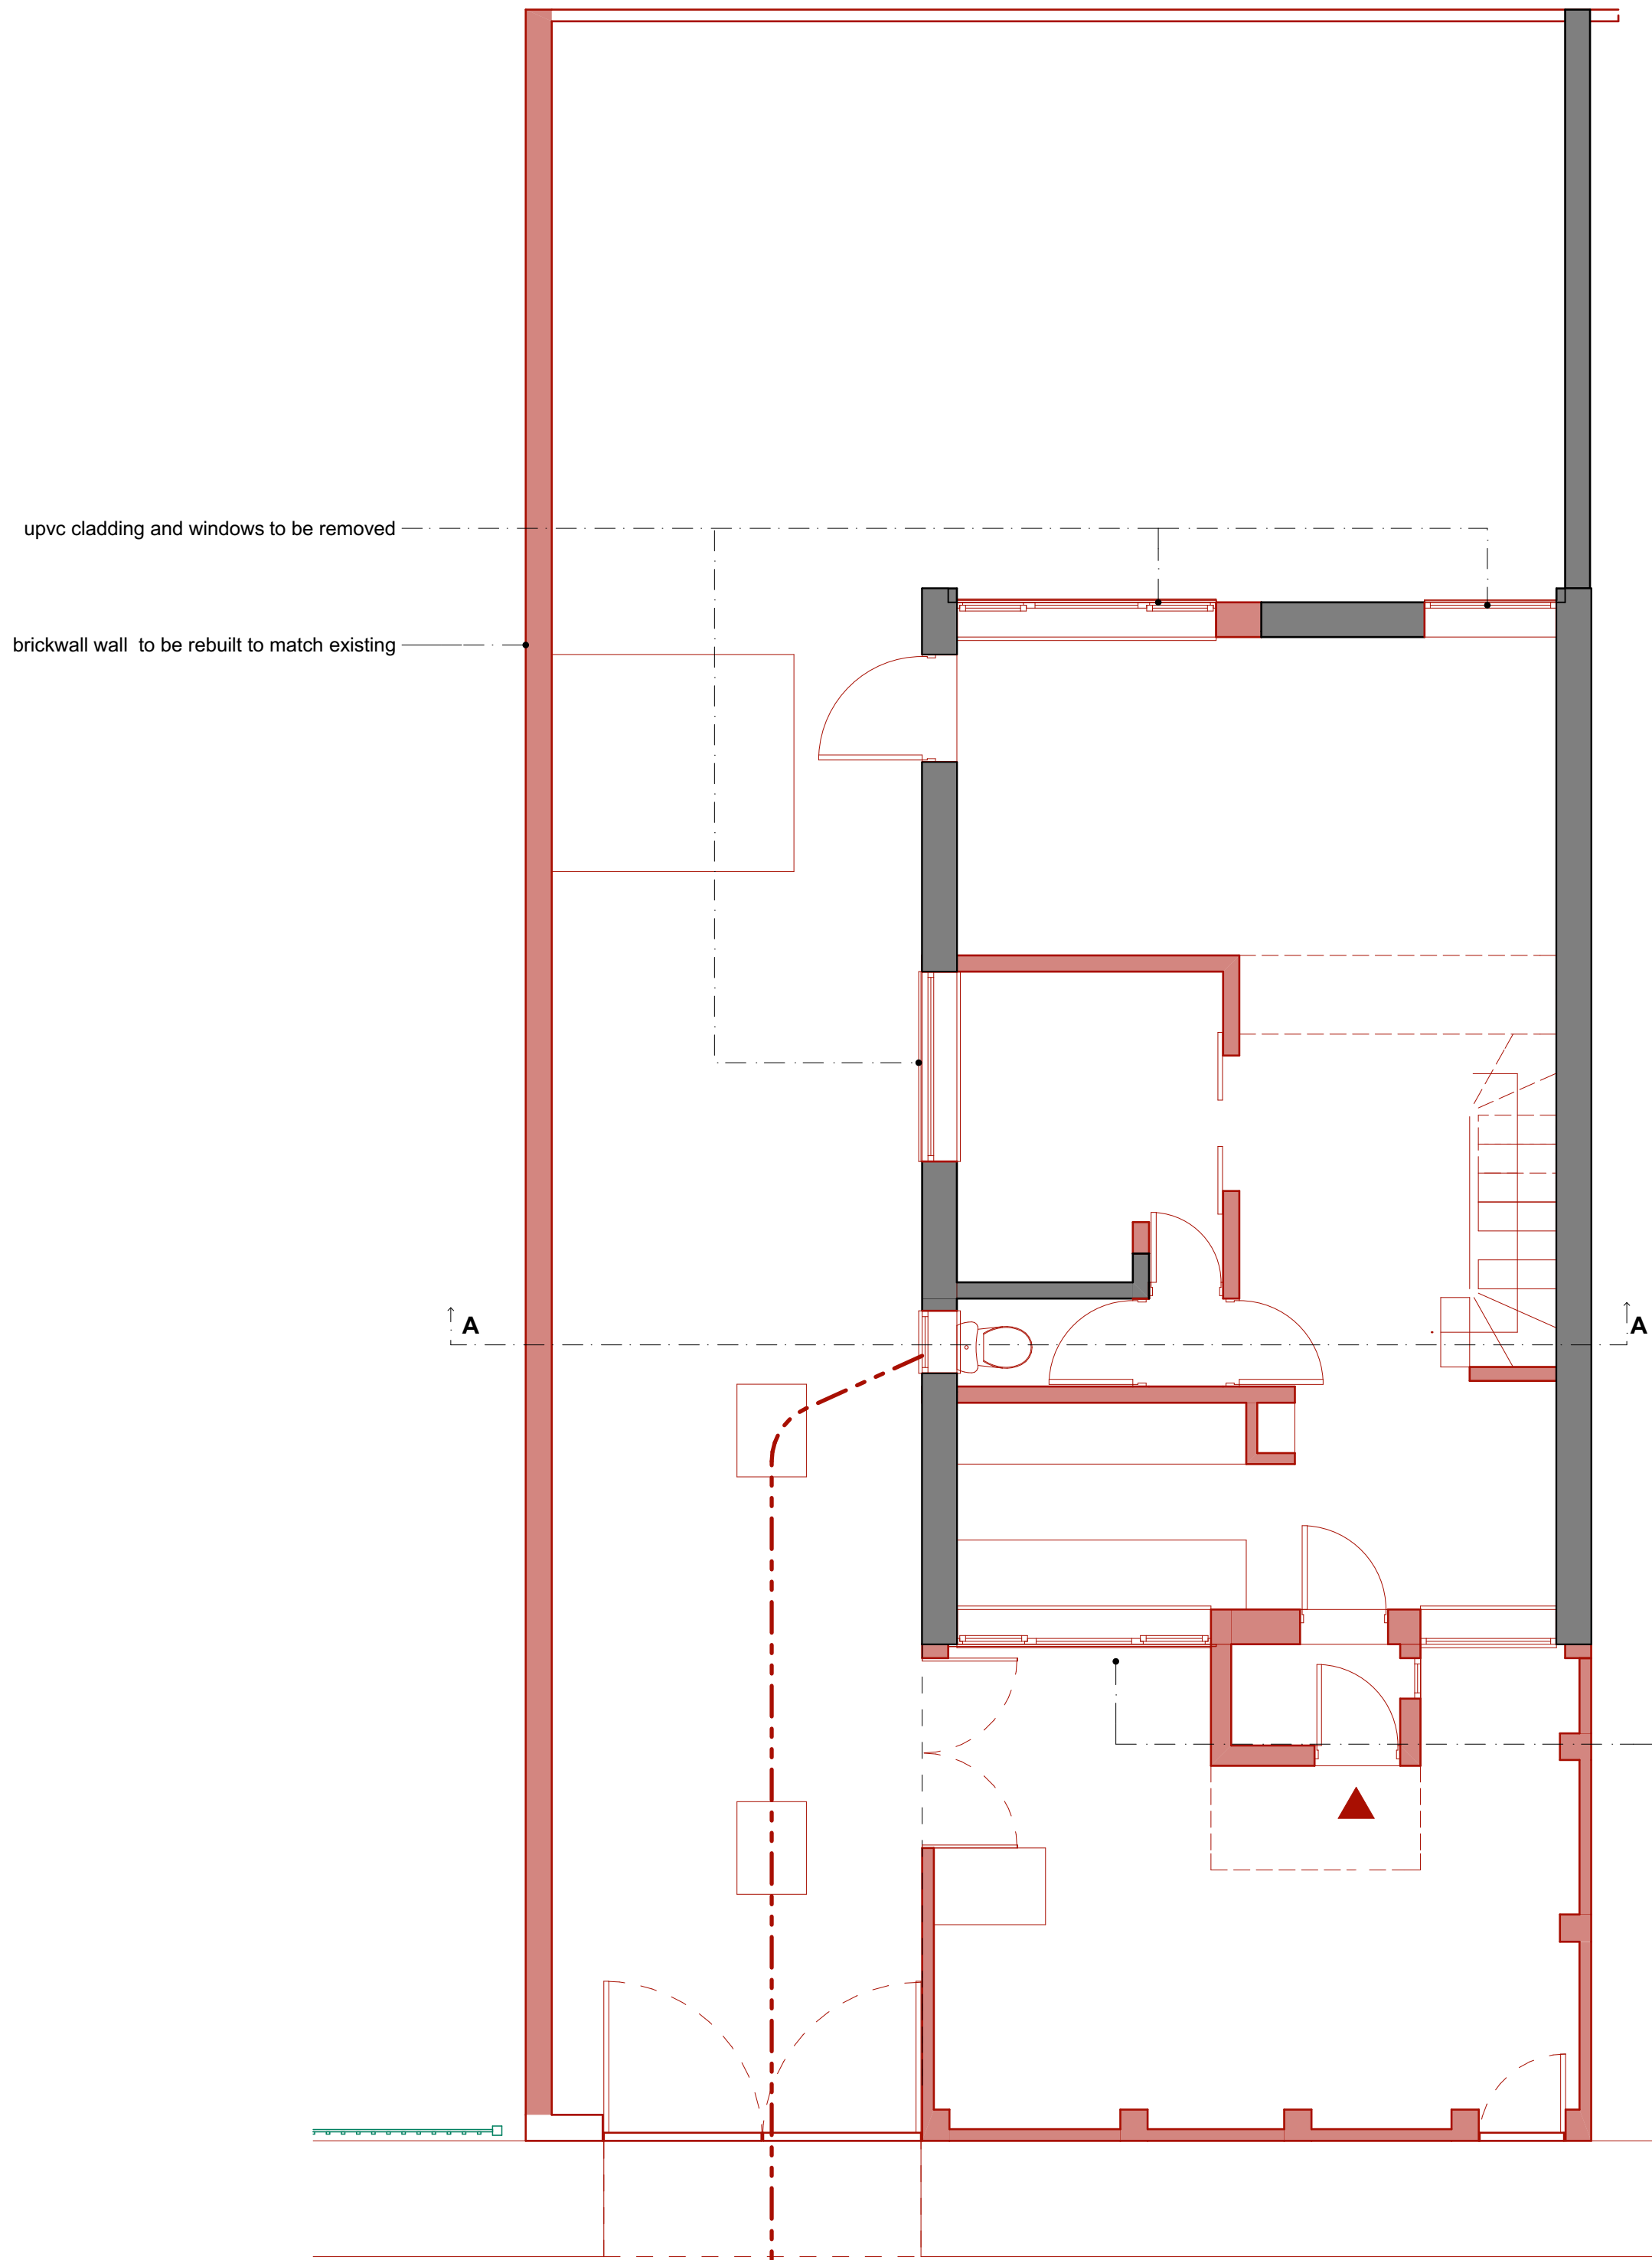 upvc cladding and windows to be removed
brickwall wall  to be rebuilt to match existing
A
A